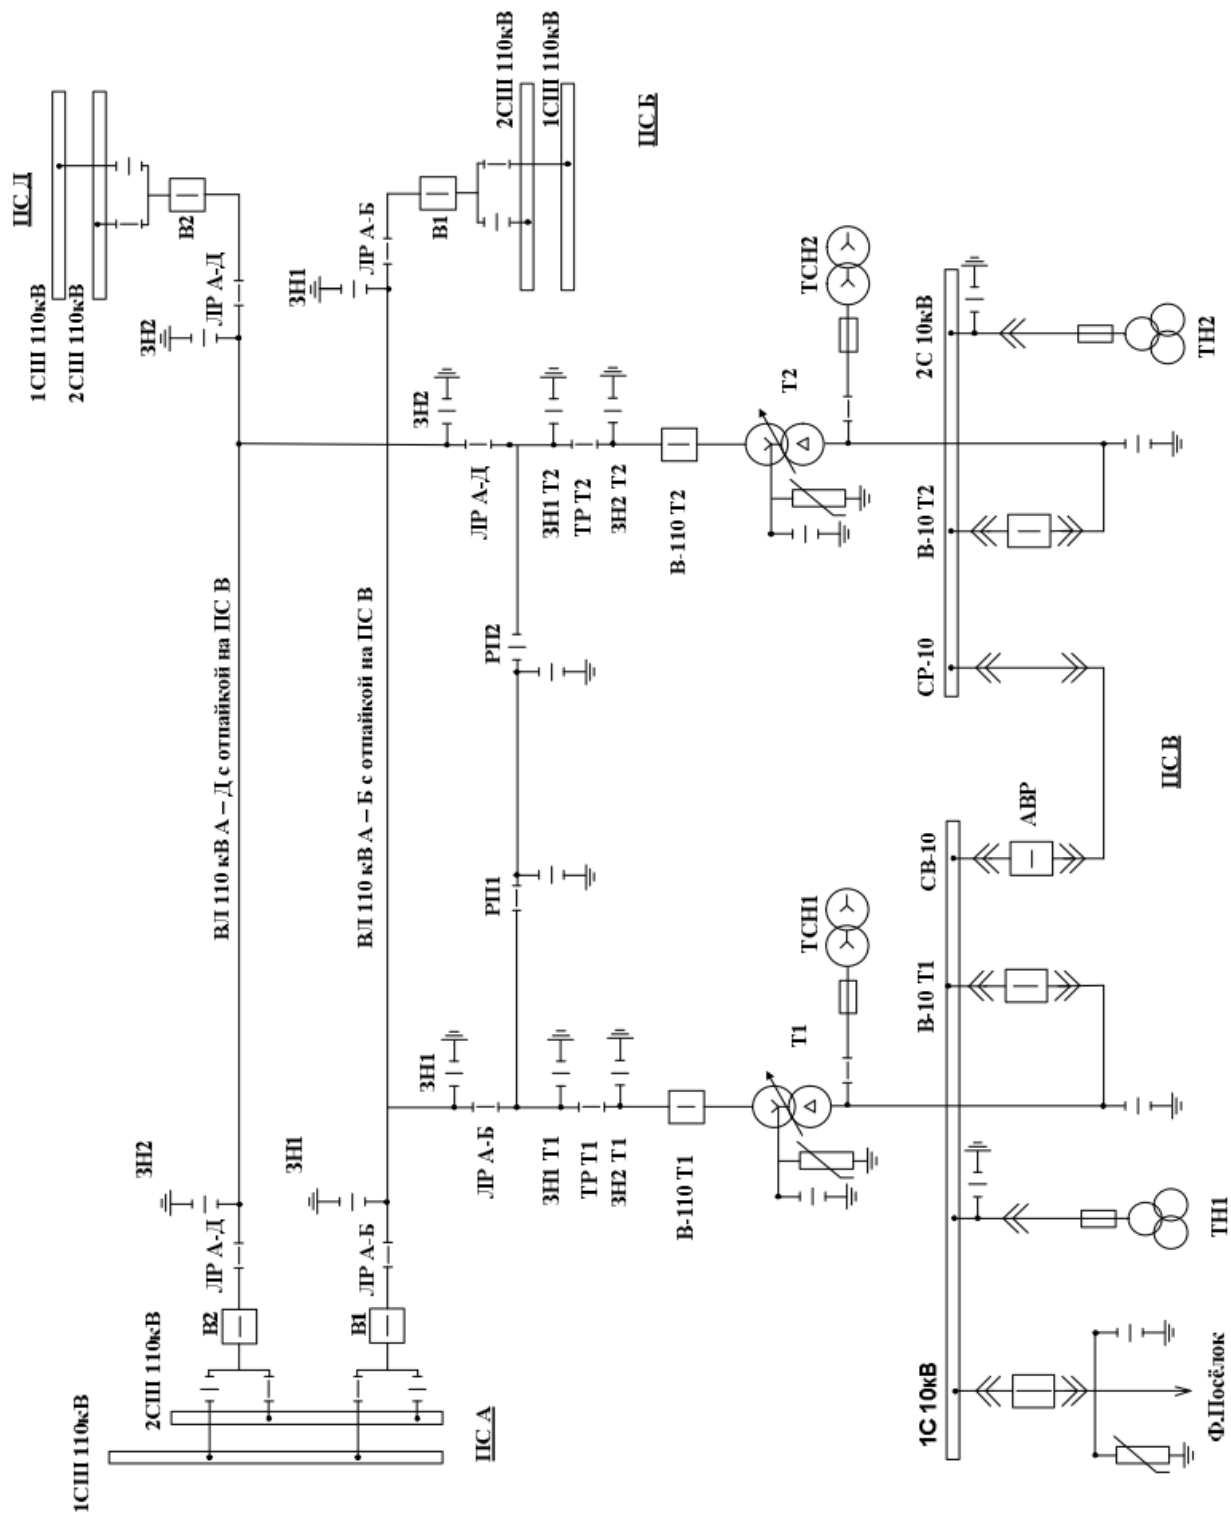 ПС Д
1СШ 110кВ
2СШ 110кВ
В2
ЛР А-Д
ЗН2
ВЛ 110 кВ А – Д с отпайкой на ПС В
ЗН2
ЛР А-Д
В2
ПС Б
2СШ 110кВ
1СШ 110кВ
В1
ЛР А-Б
ЗН1
ВЛ 110 кВ А – Б с отпайкой на ПС В
ЗН1
ЛР А-Б
В1
1СШ 110кВ
2СШ 110кВ
ПС А
ЗН1
ЛР А-Б
ЗН1 Т1
ТР Т1
ЗН2 Т1
В-110 Т1
Т1
ТСН1
РП1
РП2
ЗН2
ЛР А-Д
ЗН1 Т2
ТР Т2
ЗН2 Т2
В-110 Т2
Т2
ТСН2
1С 10кВ
В-10 Т1
СВ-10
АВР
СР-10
В-10 Т2
2С 10кВ
Ф.Посёлок
ТН1
ПС В
ТН2